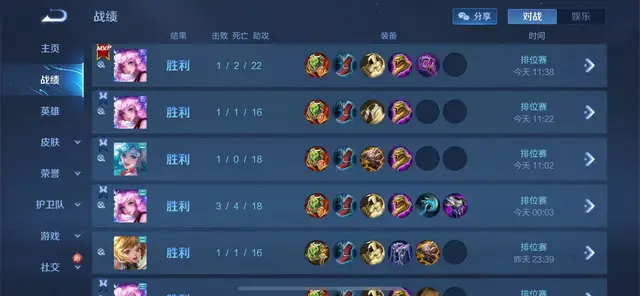 战绩
分享
对战
娱乐
主页
战绩
英雄
皮肤
荣誉
护卫队
游戏
社交
新
结果
击败 死亡 助攻
装备
时间
MVP
胜利
1 / 2 / 22
排位赛
今天 11:38
胜利
1 / 1 / 16
排位赛
今天 11:22
胜利
1 / 0 / 18
排位赛
今天 11:02
胜利
3 / 4 / 18
排位赛
今天 00:03
胜利
1 / 1 / 16
排位赛
昨天 23:39